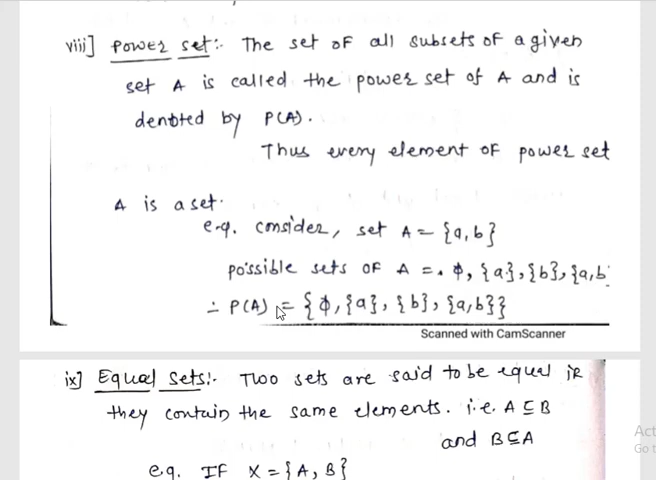 viii] Power set:- The set of all subsets of a given
set A is called the power set of A and is
denoted by P(A).
Thus every element of power set
A is a set.
e.g. consider, set A = {a,b}
possible sets of A = . ϕ, {a}, {b}, {a,b
∴ P(A) = {ϕ, {a}, {b}, {a,b}}
Scanned with CamScanner
ix] Equal sets:- Two sets are said to be equal if
they contain the same elements. i.e. A ⊆ B
and B ⊆ A
e.g. If X = {A, B}
Act
Go t